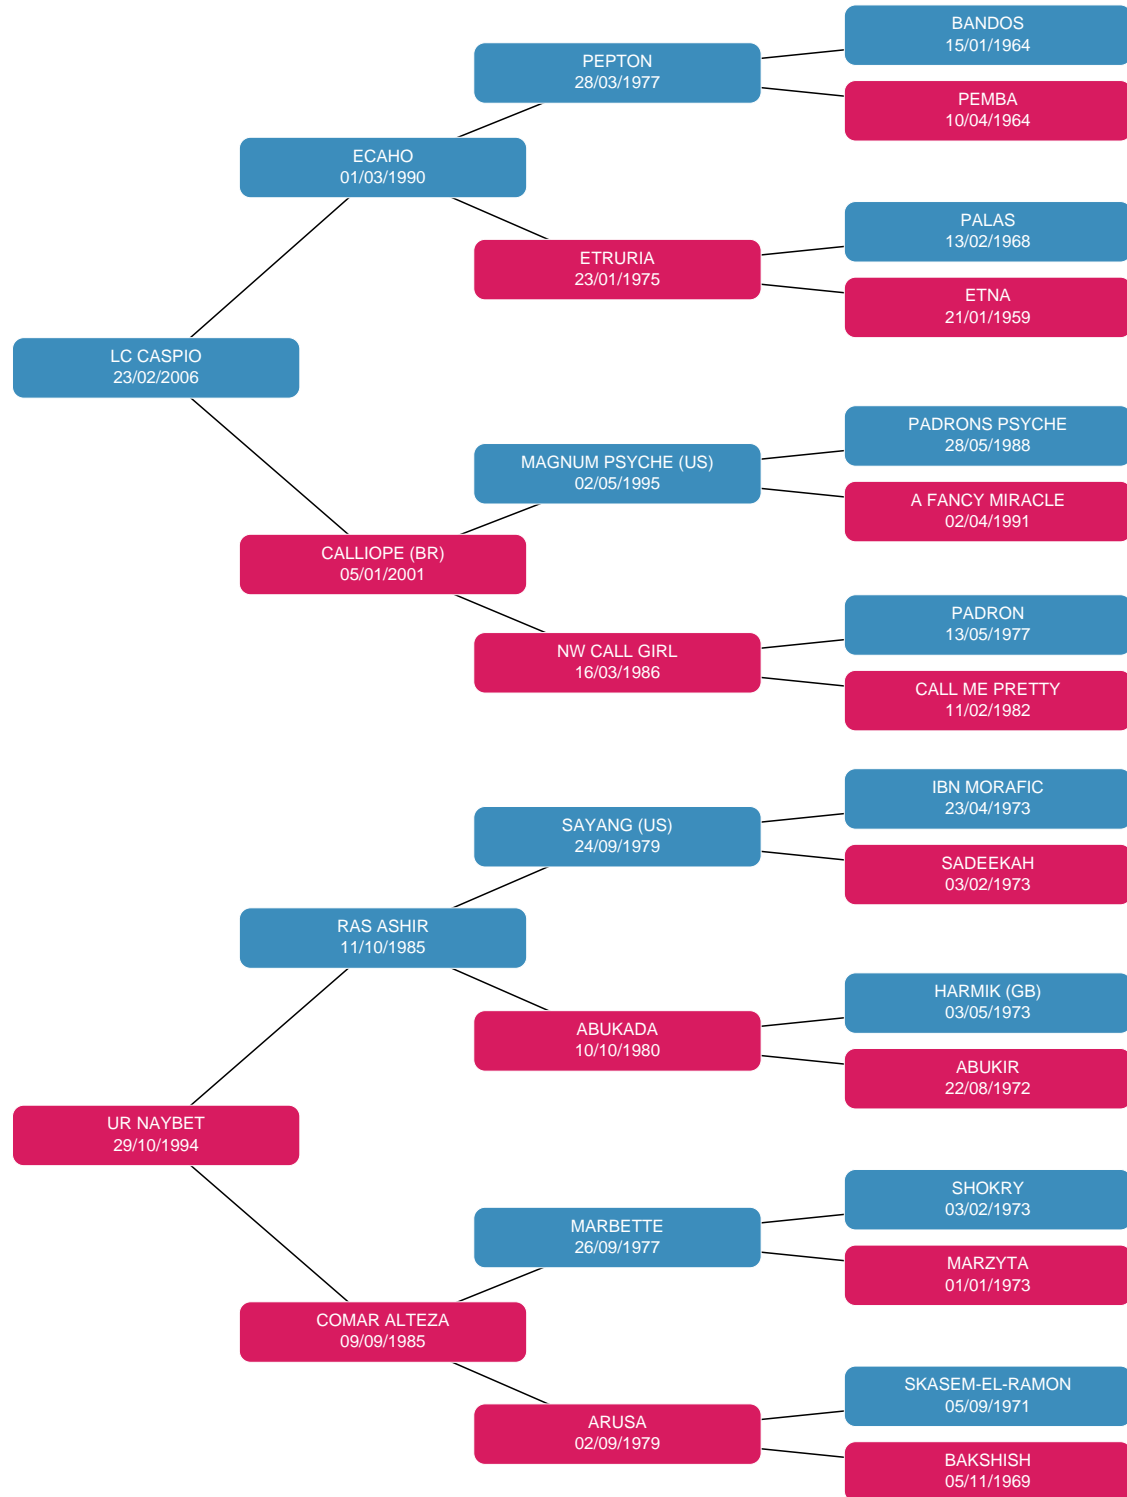 BANDOS
15/01/1964
PEPTON
28/03/1977
PEMBA
10/04/1964
ECAHO
01/03/1990
PALAS
13/02/1968
ETRURIA
23/01/1975
ETNA
21/01/1959
LC CASPIO
23/02/2006
PADRONS PSYCHE
28/05/1988
MAGNUM PSYCHE (US)
02/05/1995
A FANCY MIRACLE
02/04/1991
CALLIOPE (BR)
05/01/2001
PADRON
13/05/1977
NW CALL GIRL
16/03/1986
CALL ME PRETTY
11/02/1982
IBN MORAFIC
23/04/1973
SAYANG (US)
24/09/1979
SADEEKAH
03/02/1973
RAS ASHIR
11/10/1985
HARMIK (GB)
03/05/1973
ABUKADA
10/10/1980
ABUKIR
22/08/1972
UR NAYBET
29/10/1994
SHOKRY
03/02/1973
MARBETTE
26/09/1977
MARZYTA
01/01/1973
COMAR ALTEZA
09/09/1985
SKASEM-EL-RAMON
05/09/1971
ARUSA
02/09/1979
BAKSHISH
05/11/1969